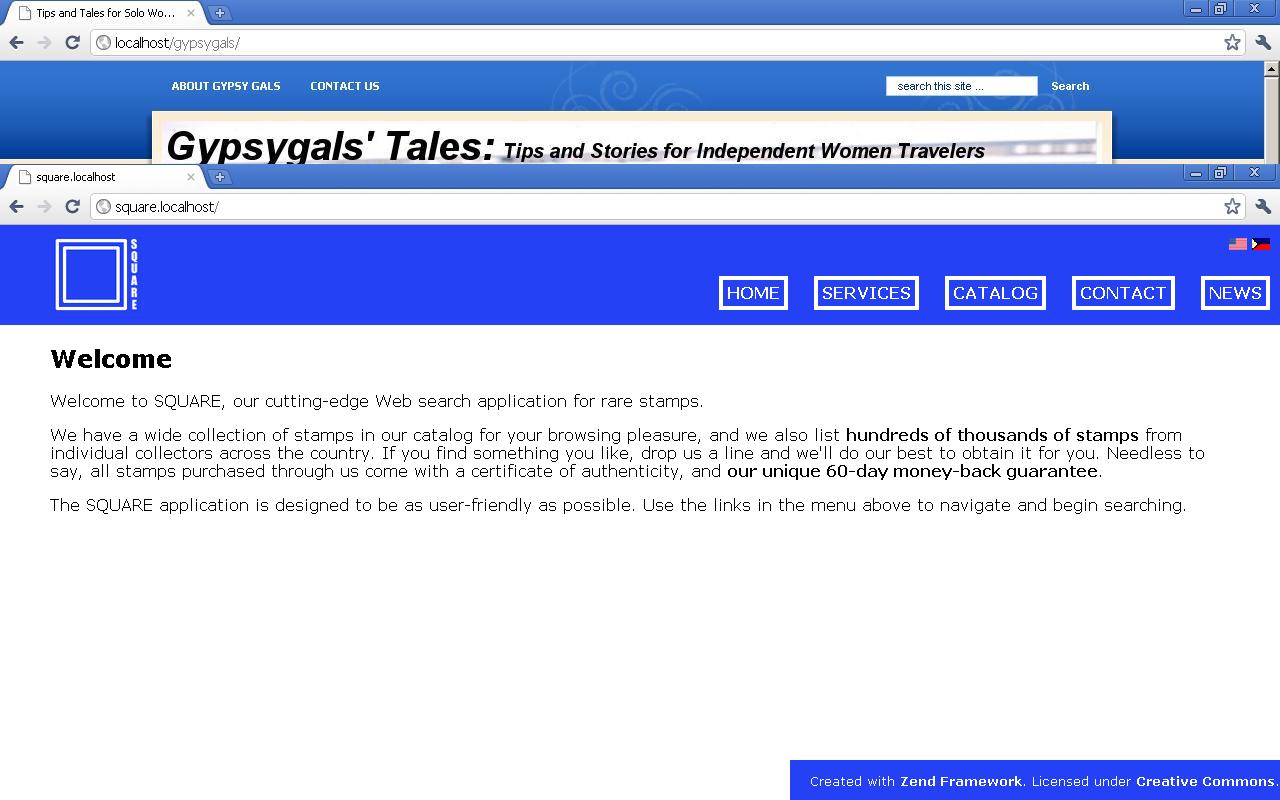 Tips and Tales for Solo Wo...
localhost/gypsygals/
ABOUT GYPSY GALS CONTACT US search this site ... Search
Gypsygals' Tales: Tips and Stories for Independent Women Travelers
square.localhost
square.localhost/
SQUARE
HOME SERVICES CATALOG CONTACT NEWS
Welcome
Welcome to SQUARE, our cutting-edge Web search application for rare stamps.
We have a wide collection of stamps in our catalog for your browsing pleasure, and we also list hundreds of thousands of stamps from
individual collectors across the country. If you find something you like, drop us a line and we'll do our best to obtain it for you. Needless to
say, all stamps purchased through us come with a certificate of authenticity, and our unique 60-day money-back guarantee.
The SQUARE application is designed to be as user-friendly as possible. Use the links in the menu above to navigate and begin searching.
Created with Zend Framework. Licensed under Creative Commons.